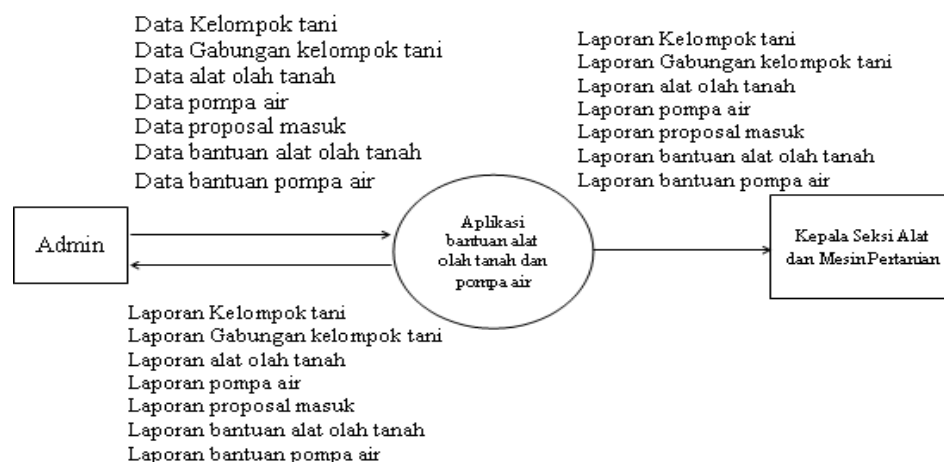 Data Kelompok tani
Data Gabungan kelompok tani
Data alat olah tanah
Data pompa air
Data proposal masuk
Data bantuan alat olah tanah
Data bantuan pompa air
Laporan Kelompok tani
Laporan Gabungan kelompok tani
Laporan alat olah tanah
Laporan pompa air
Laporan proposal masuk
Laporan bantuan alat olah tanah
Laporan bantuan pompa air
Admin
Aplikasi
bantuan alat
olah tanah dan
pompa air
Kepala Seksi Alat
dan Mesin Pertanian
Laporan Kelompok tani
Laporan Gabungan kelompok tani
Laporan alat olah tanah
Laporan pompa air
Laporan proposal masuk
Laporan bantuan alat olah tanah
Laporan bantuan pompa air